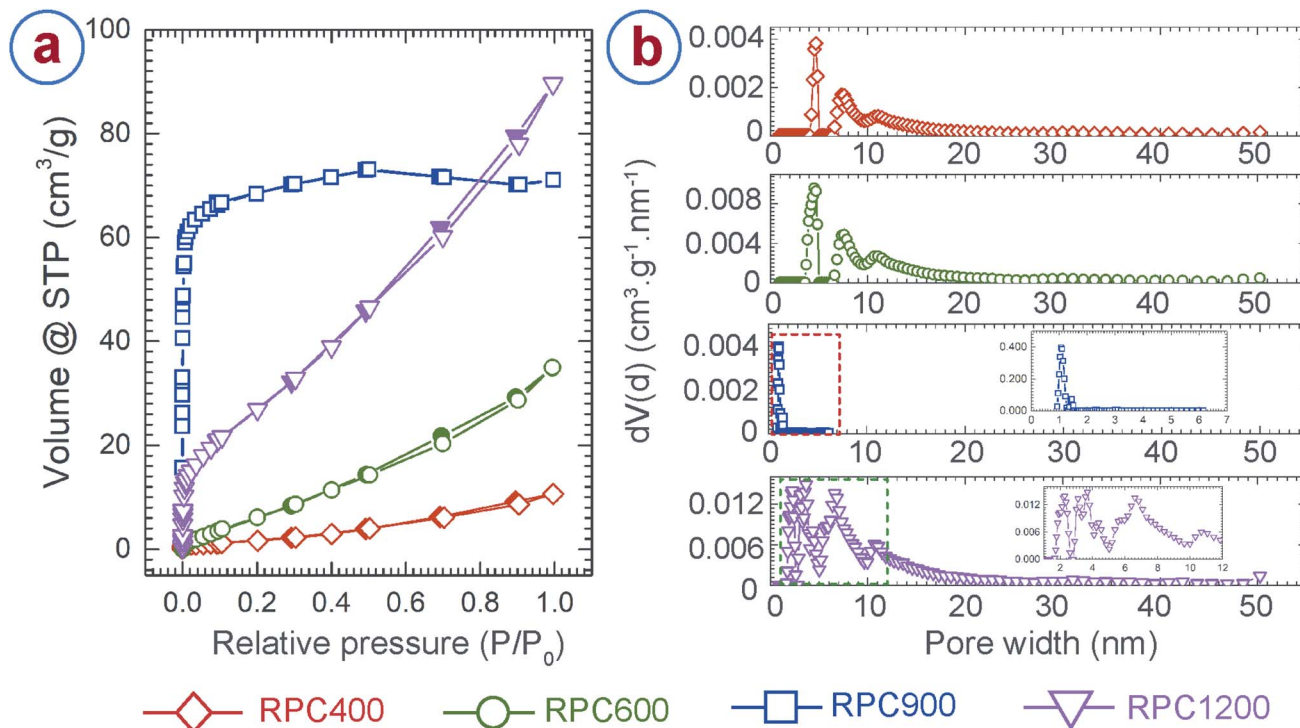 a
Volume @ STP (cm³/g)
100
80
60
40
20
0
0.0 0.2 0.4 0.6 0.8 1.0
Relative pressure (P/P₀)
b
dV(d) (cm³.g⁻¹.nm⁻¹)
0.004
0.002
0
0 10 20 30 40 50
0.008
0.004
0
0 10 20 30 40 50
0.004
0.002
0
0 10 20 30 40 50
0.400
0.200
0.000
0 1 2 3 4 5 6 7
0.012
0.006
0
0 10 20 30 40 50
0.012
0.008
0.004
0.000
2 4 6 8 10 12
Pore width (nm)
RPC400 RPC600 RPC900 RPC1200